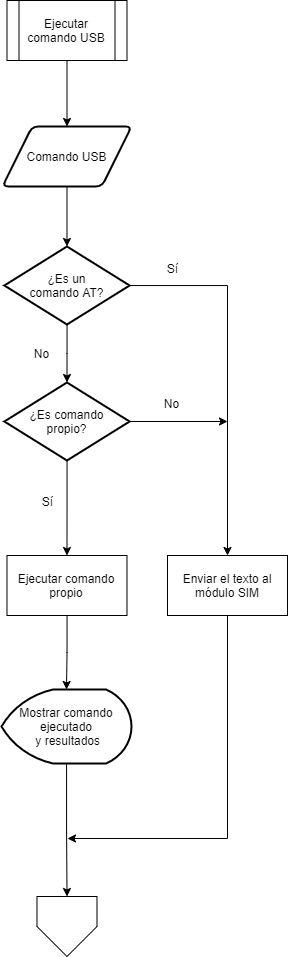 Ejecutar
comando USB
Comando USB
¿Es un
comando AT?
Sí
No
¿Es comando
propio?
No
Sí
Ejecutar comando
propio
Enviar el texto al
módulo SIM
Mostrar comando
ejecutado
y resultados